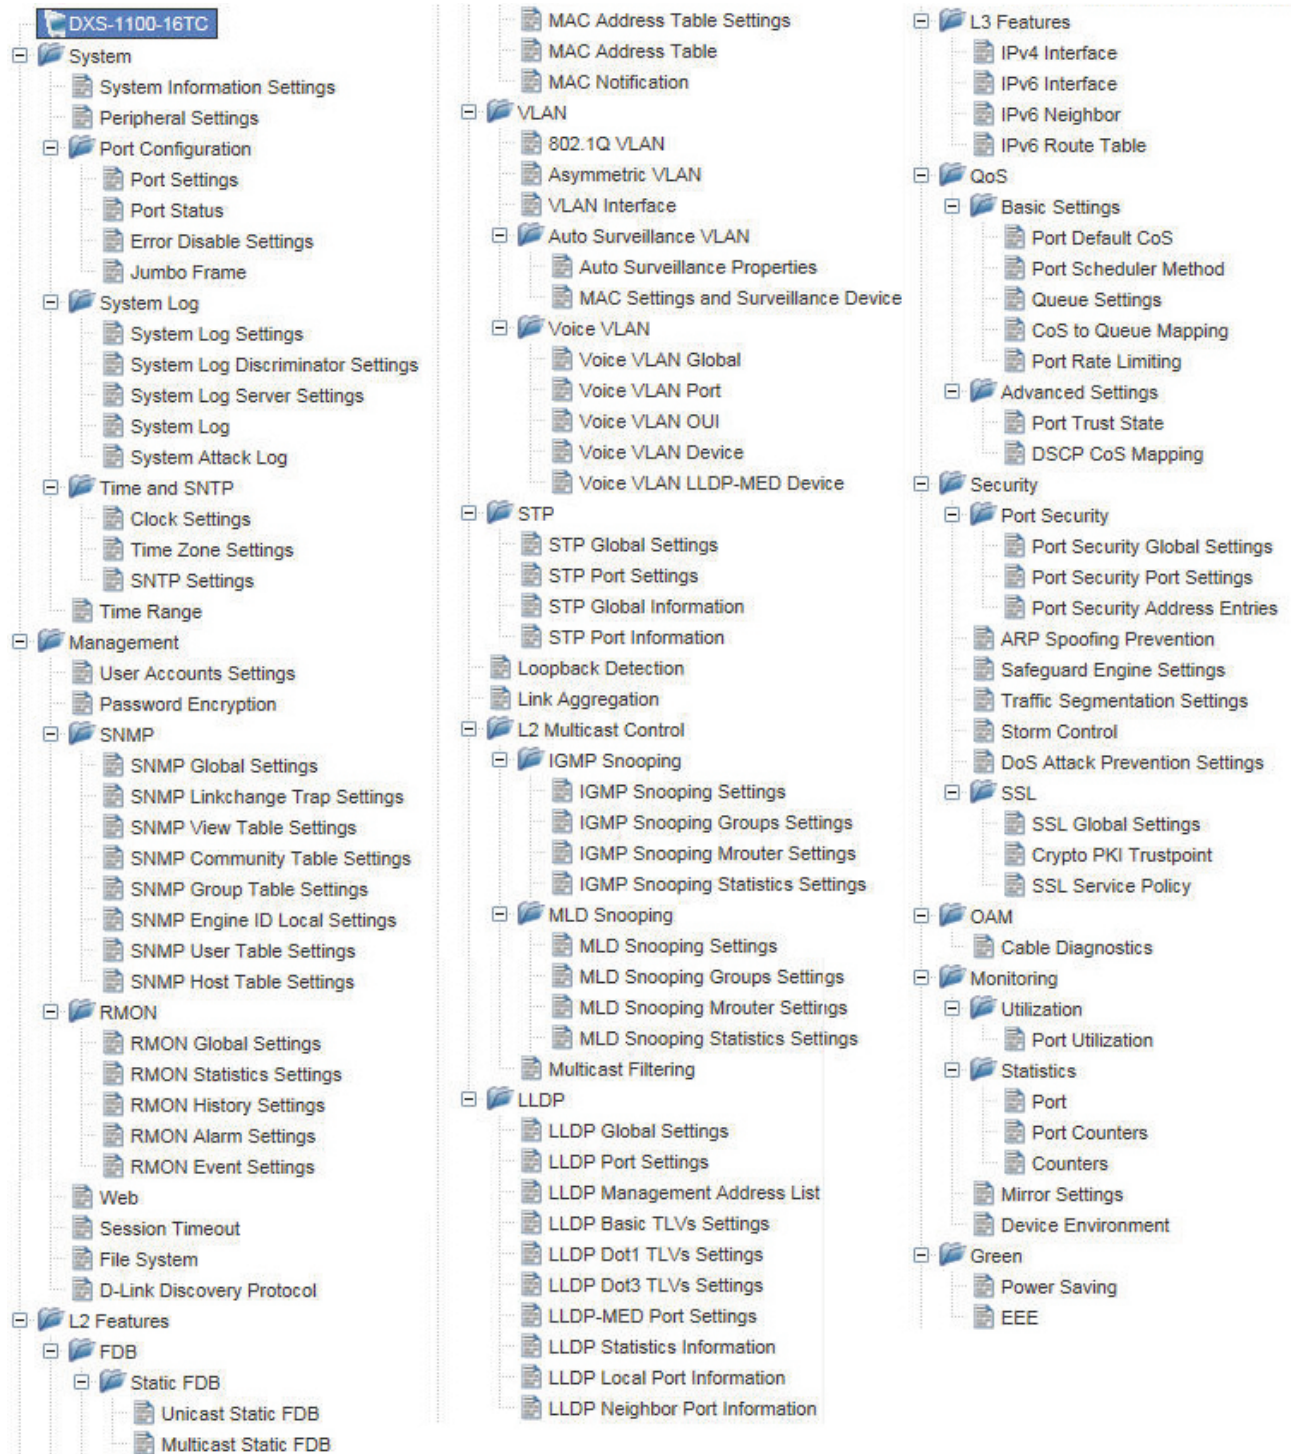 DXS-1100-16TC
System
System Information Settings
Peripheral Settings
Port Configuration
Port Settings
Port Status
Error Disable Settings
Jumbo Frame
System Log
System Log Settings
System Log Discriminator Settings
System Log Server Settings
System Log
System Attack Log
Time and SNTP
Clock Settings
Time Zone Settings
SNTP Settings
Time Range
Management
User Accounts Settings
Password Encryption
SNMP
SNMP Global Settings
SNMP Linkchange Trap Settings
SNMP View Table Settings
SNMP Community Table Settings
SNMP Group Table Settings
SNMP Engine ID Local Settings
SNMP User Table Settings
SNMP Host Table Settings
RMON
RMON Global Settings
RMON Statistics Settings
RMON History Settings
RMON Alarm Settings
RMON Event Settings
Web
Session Timeout
File System
D-Link Discovery Protocol
L2 Features
FDB
Static FDB
Unicast Static FDB
Multicast Static FDB
MAC Address Table Settings
MAC Address Table
MAC Notification
VLAN
802.1Q VLAN
Asymmetric VLAN
VLAN Interface
Auto Surveillance VLAN
Auto Surveillance Properties
MAC Settings and Surveillance Device
Voice VLAN
Voice VLAN Global
Voice VLAN Port
Voice VLAN OUI
Voice VLAN Device
Voice VLAN LLDP-MED Device
STP
STP Global Settings
STP Port Settings
STP Global Information
STP Port Information
Loopback Detection
Link Aggregation
L2 Multicast Control
IGMP Snooping
IGMP Snooping Settings
IGMP Snooping Groups Settings
IGMP Snooping Mrouter Settings
IGMP Snooping Statistics Settings
MLD Snooping
MLD Snooping Settings
MLD Snooping Groups Settings
MLD Snooping Mrouter Settings
MLD Snooping Statistics Settings
Multicast Filtering
LLDP
LLDP Global Settings
LLDP Port Settings
LLDP Management Address List
LLDP Basic TLVs Settings
LLDP Dot1 TLVs Settings
LLDP Dot3 TLVs Settings
LLDP-MED Port Settings
LLDP Statistics Information
LLDP Local Port Information
LLDP Neighbor Port Information
L3 Features
IPv4 Interface
IPv6 Interface
IPv6 Neighbor
IPv6 Route Table
QoS
Basic Settings
Port Default CoS
Port Scheduler Method
Queue Settings
CoS to Queue Mapping
Port Rate Limiting
Advanced Settings
Port Trust State
DSCP CoS Mapping
Security
Port Security
Port Security Global Settings
Port Security Port Settings
Port Security Address Entries
ARP Spoofing Prevention
Safeguard Engine Settings
Traffic Segmentation Settings
Storm Control
DoS Attack Prevention Settings
SSL
SSL Global Settings
Crypto PKI Trustpoint
SSL Service Policy
OAM
Cable Diagnostics
Monitoring
Utilization
Port Utilization
Statistics
Port
Port Counters
Counters
Mirror Settings
Device Environment
Green
Power Saving
EEE